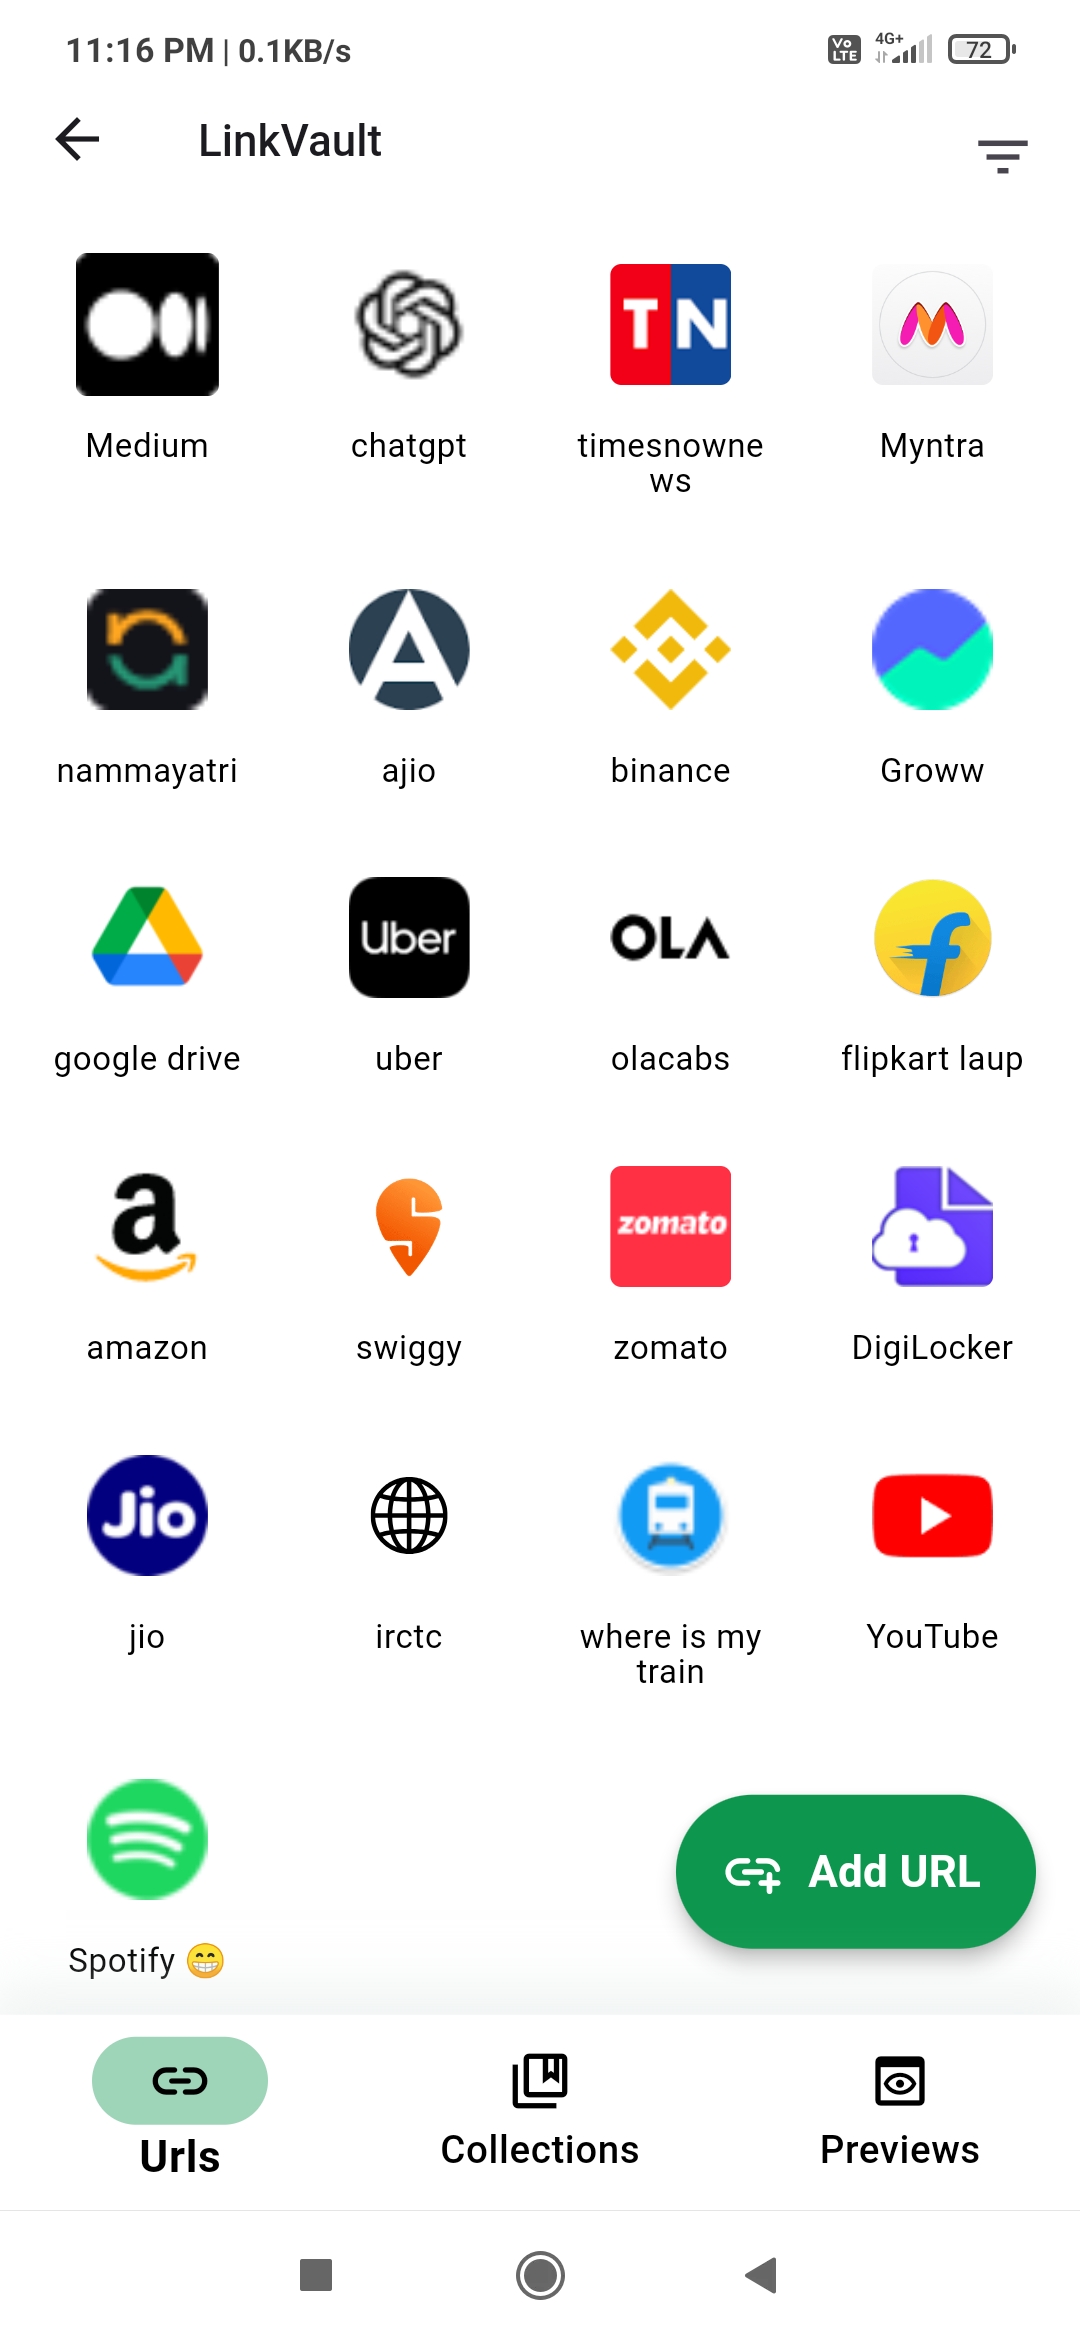 11:16 PM | 0.1KB/s
Vo LTE 4G+ 72
LinkVault
TN
Medium chatgpt timesnowne Myntra
ws
nammayatri ajio binance Groww
Uber OLA
google drive uber olacabs flipkart laup
zomato
amazon swiggy zomato DigiLocker
Jio
jio irctc where is my YouTube
train
Add URL
Spotify 😁
Urls Collections Previews